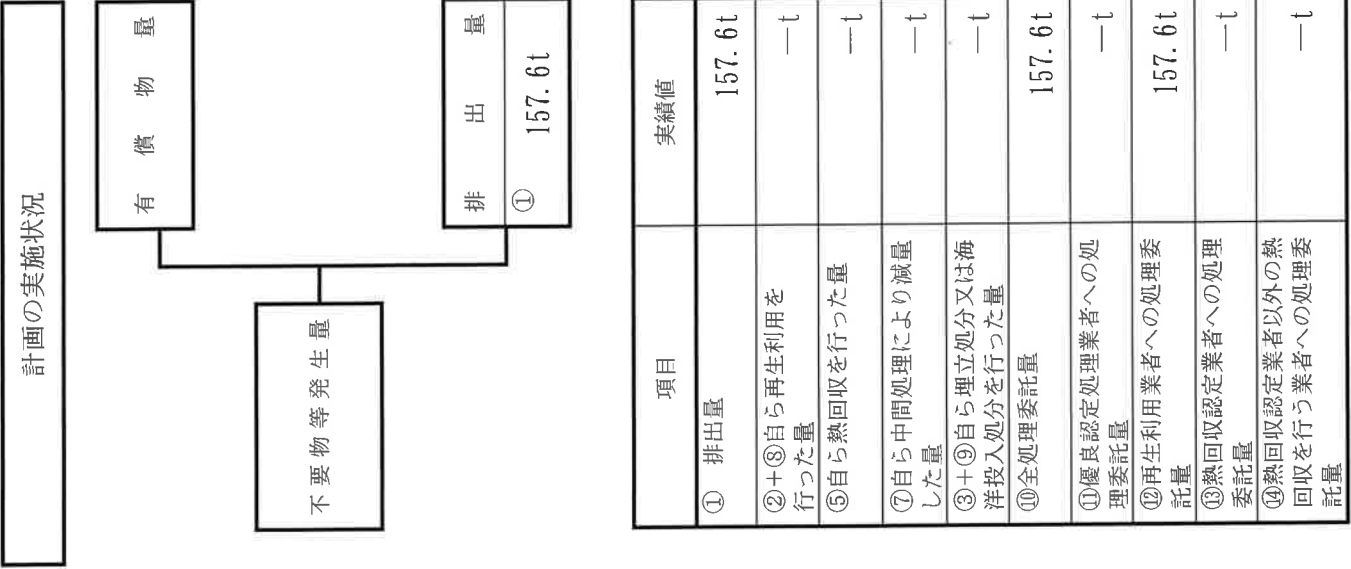 計画の実施状況
有償物量
不要物等発生量
排出量
① 157.6t
項目 実績値
① 排出量 157.6t
②+⑧自ら再生利用を
行った量 —t
⑤自ら熱回収を行った量 —t
⑦自ら中間処理により減量
した量 —t
③+⑨自ら埋立処分又は海
洋投入処分を行った量 —t
⑩全処理委託量 157.6t
⑪優良認定処理業者への処
理委託量 —t
⑫再生利用業者への処理委
託量 157.6t
⑬熱回収認定業者への処理
委託量 —t
⑭熱回収認定業者以外の熱
回収を行う業者への処理委
託量 —t